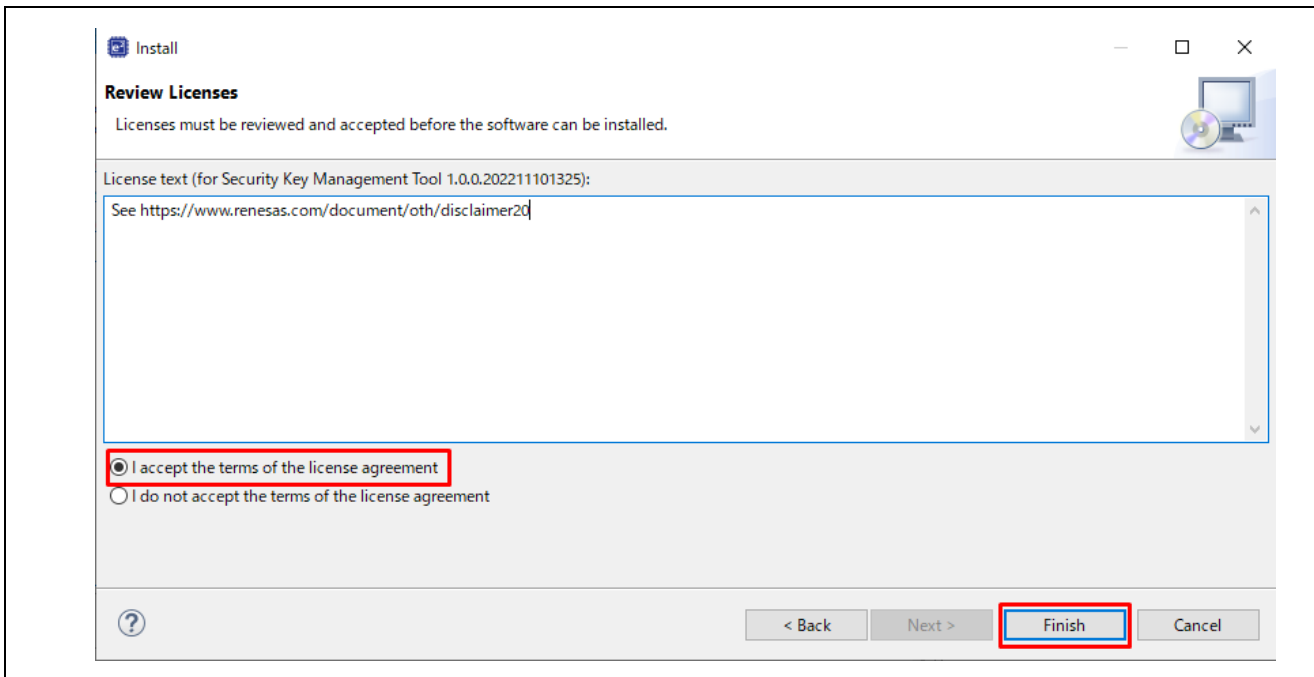 Install
Review Licenses
Licenses must be reviewed and accepted before the software can be installed.
License text (for Security Key Management Tool 1.0.0.202211101325):
See https://www.renesas.com/document/oth/disclaimer20
I accept the terms of the license agreement
I do not accept the terms of the license agreement
? < Back Next > Finish Cancel